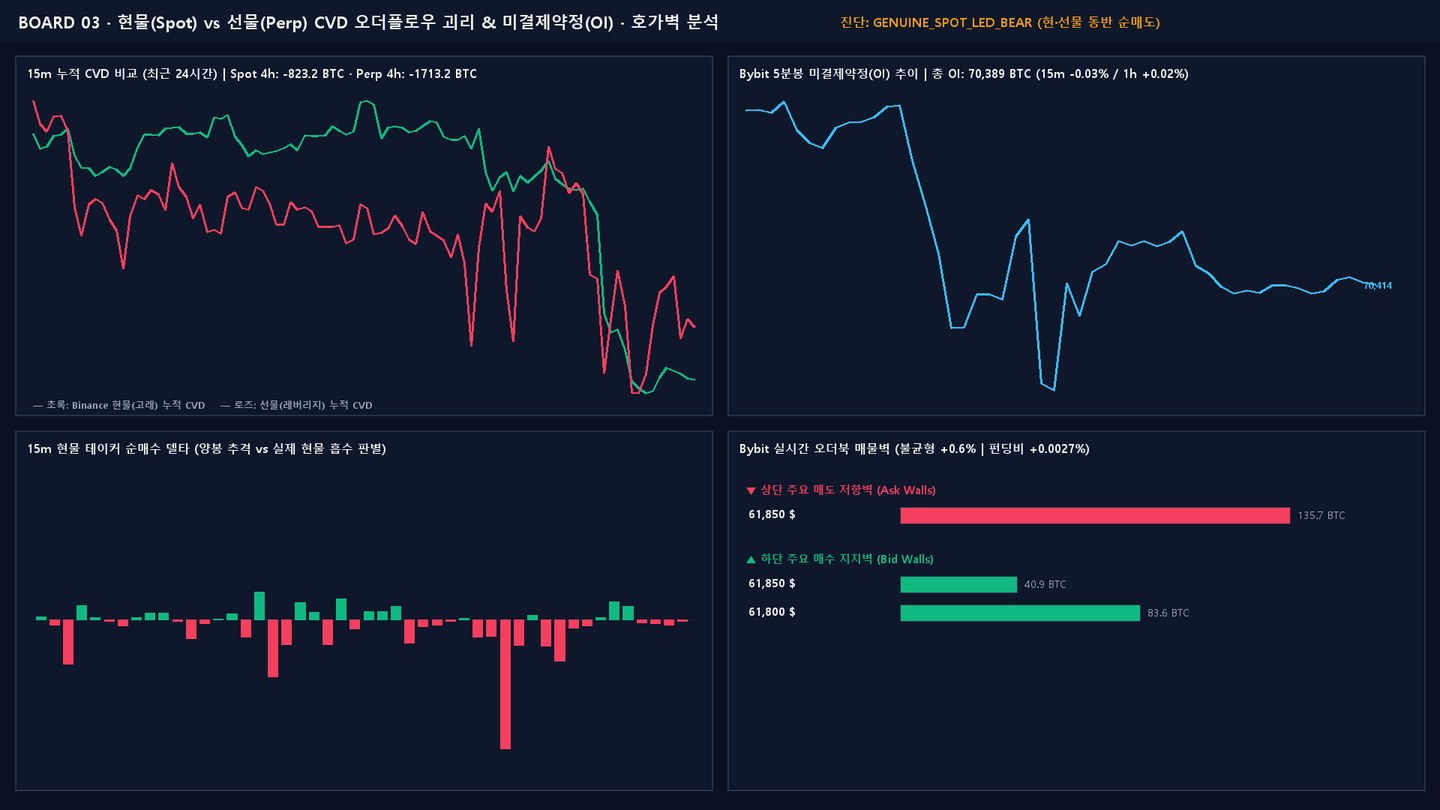 BOARD 03 · 현물(Spot) vs 선물(Perp) CVD 오더플로우 괴리 & 미결제약정(OI) · 호가벽 분석
진단: GENUINE_SPOT_LED_BEAR (현·선물 동반 순매도)
15m 누적 CVD 비교 (최근 24시간) | Spot 4h: -823.2 BTC · Perp 4h: -1713.2 BTC
— 초록: Binance 현물(고래) 누적 CVD — 로즈: 선물(레버리지) 누적 CVD
Bybit 5분봉 미결제약정(OI) 추이 | 총 OI: 70,389 BTC (15m -0.03% / 1h +0.02%)
70,414
15m 현물 테이커 순매수 델타 (양봉 추격 vs 실제 현물 흡수 판별)
Bybit 실시간 오더북 매물벽 (불균형 +0.6% | 펀딩비 +0.0027%)
▼ 상단 주요 매도 저항벽 (Ask Walls)
61,850 $ 135.7 BTC
▲ 하단 주요 매수 지지벽 (Bid Walls)
61,850 $ 40.9 BTC
61,800 $ 83.6 BTC